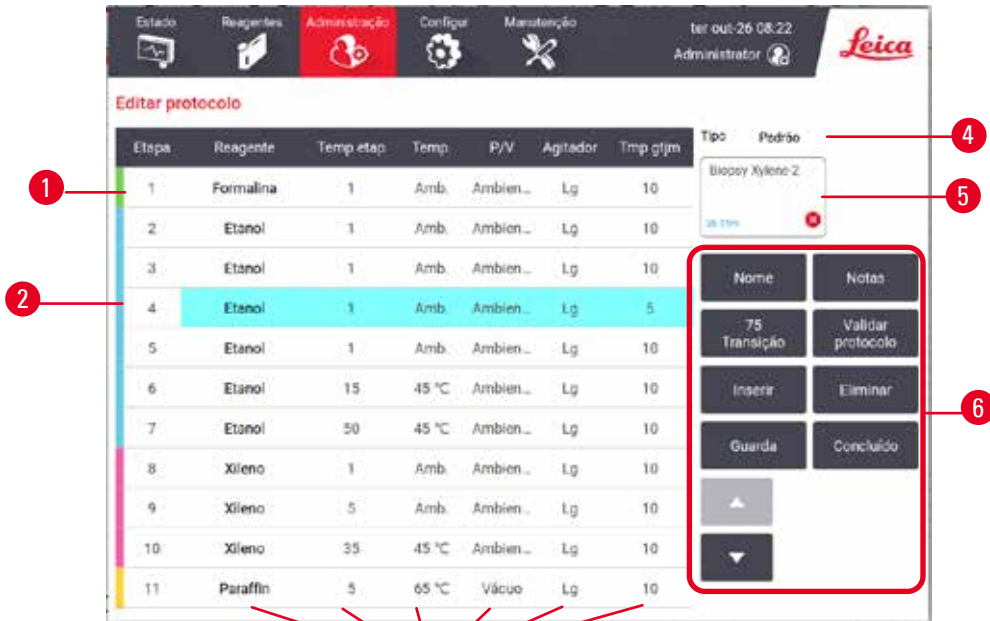 Estado Reagentes Administração Configur Manutenção
ter out-26 08:22
Administrator
Leica
Editar protocolo
Etapa Reagente Temp etap Temp. P/V Agitador Tmp gtjm
1 Formalina 1 Amb. Ambien... Lg 10
2 Etanol 1 Amb. Ambien... Lg 10
3 Etanol 1 Amb. Ambien... Lg 10
4 Etanol 1 Amb. Ambien... Lg 5
5 Etanol 1 Amb. Ambien... Lg 10
6 Etanol 15 45 °C Ambien... Lg 10
7 Etanol 50 45 °C Ambien... Lg 10
8 Xileno 1 Amb. Ambien... Lg 10
9 Xileno 5 Amb. Ambien... Lg 10
10 Xileno 35 45 °C Ambien... Lg 10
11 Paraffin 5 65 °C Vácuo Lg 10
Tipo Padrão
Biopsy Xylene-2
Nome Notas
75 Transição
Validar protocolo
Inserir Eliminar
Guarda Concluído
1
2
4
5
6